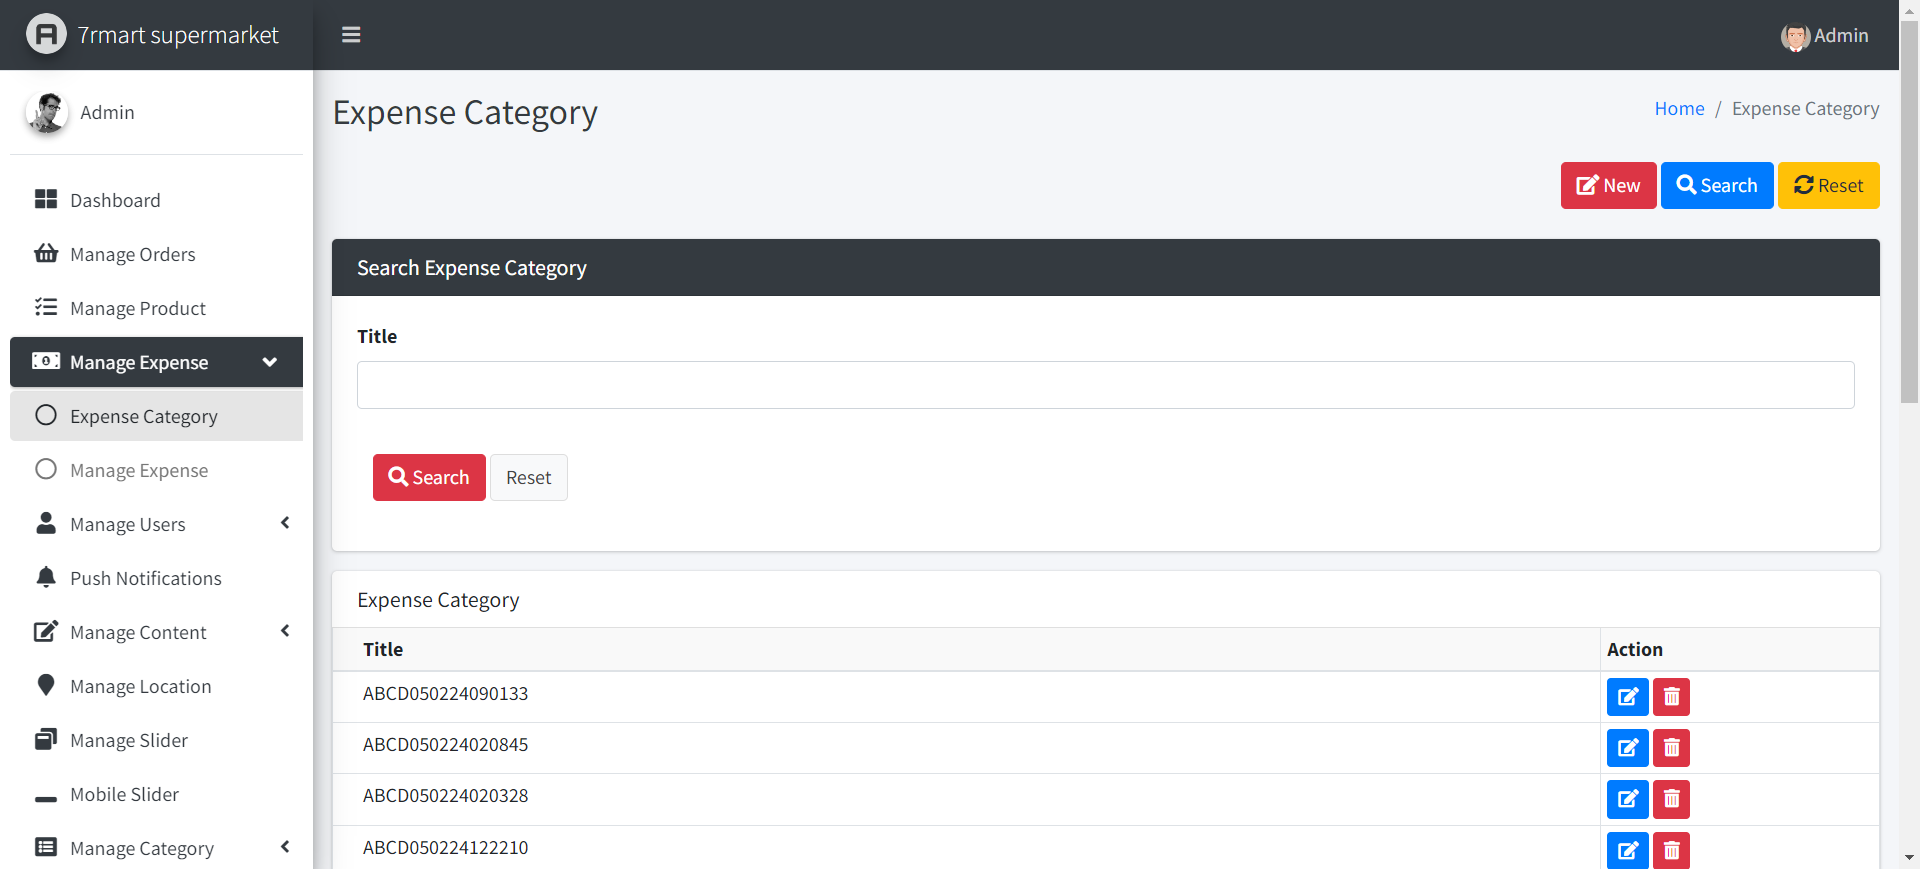 7rmart supermarket
Admin
Admin
Dashboard
Manage Orders
Manage Product
Manage Expense
Expense Category
Manage Expense
Manage Users
Push Notifications
Manage Content
Manage Location
Manage Slider
Mobile Slider
Manage Category
Expense Category
Home / Expense Category
New Search Reset
Search Expense Category
Title
Search Reset
Expense Category
Title Action
ABCD050224090133
ABCD050224020845
ABCD050224020328
ABCD050224122210